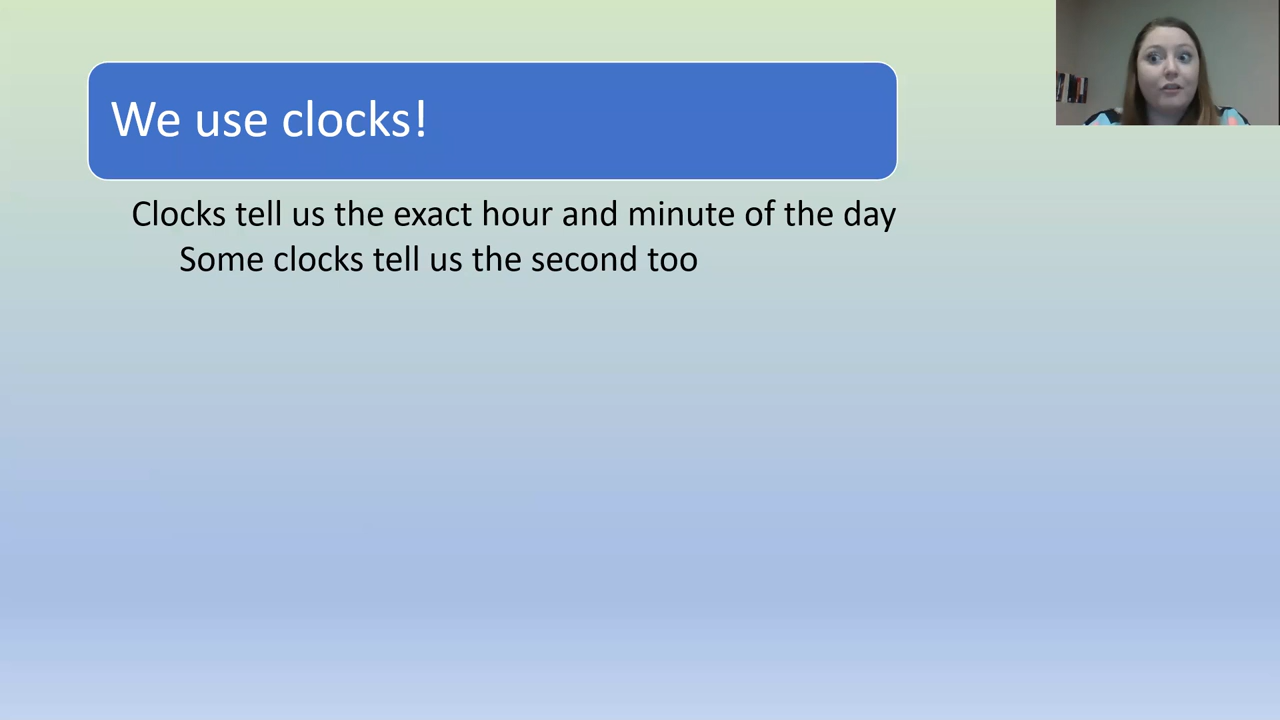 We use clocks!
Clocks tell us the exact hour and minute of the day
Some clocks tell us the second too